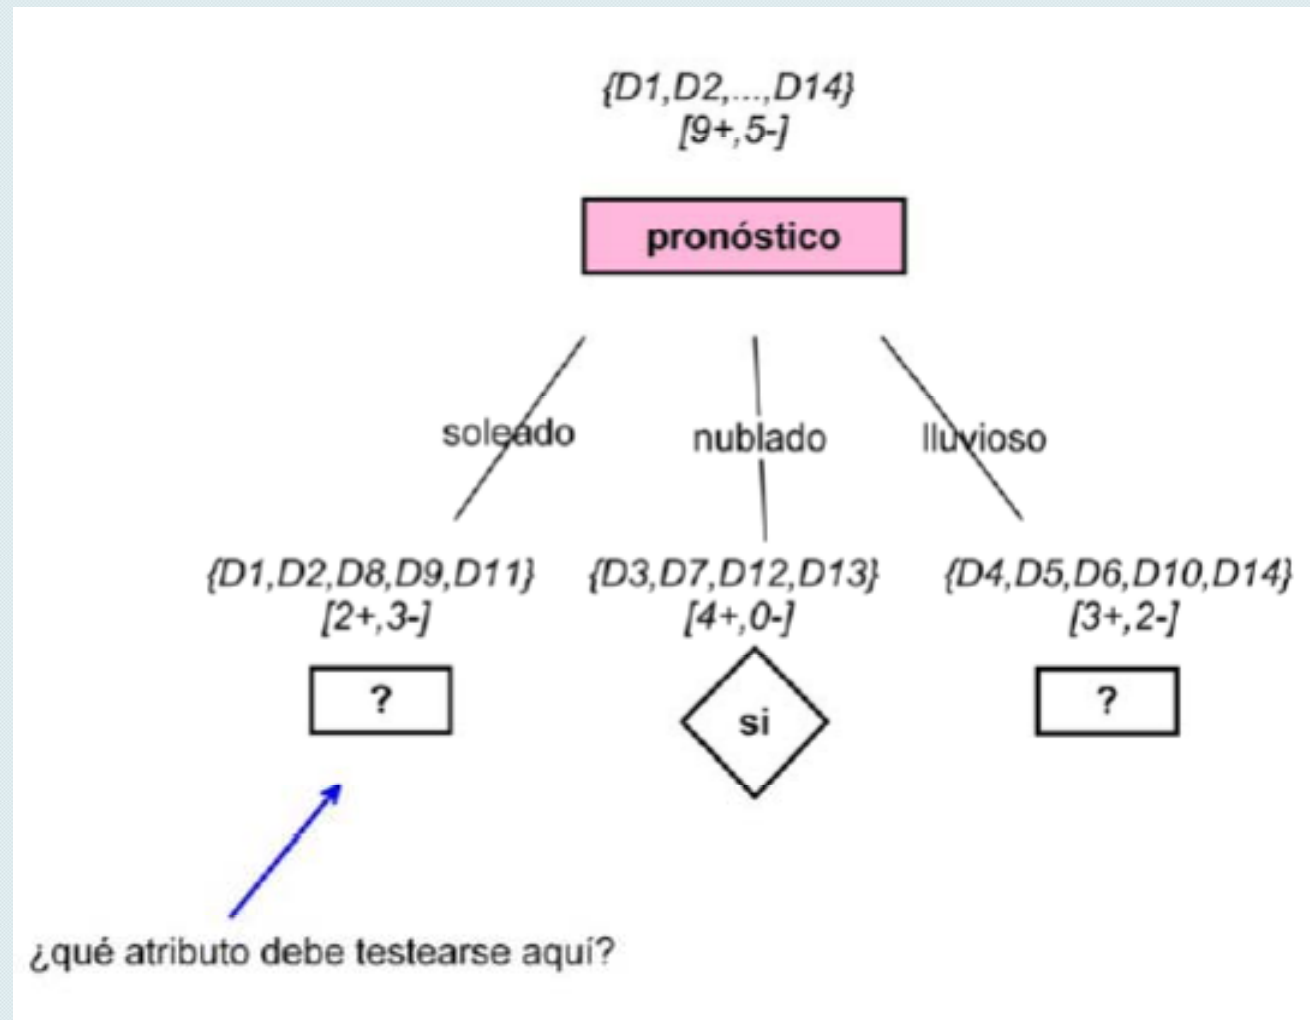 {D1,D2,...,D14}
[9+,5-]
pronóstico
soleado
nublado
lluvioso
{D1,D2,D8,D9,D11}
{D3,D7,D12,D13}
{D4,D5,D6,D10,D14}
[2+,3-]
[4+,0-]
[3+,2-]
?
si
?
¿qué atributo debe testearse aquí?